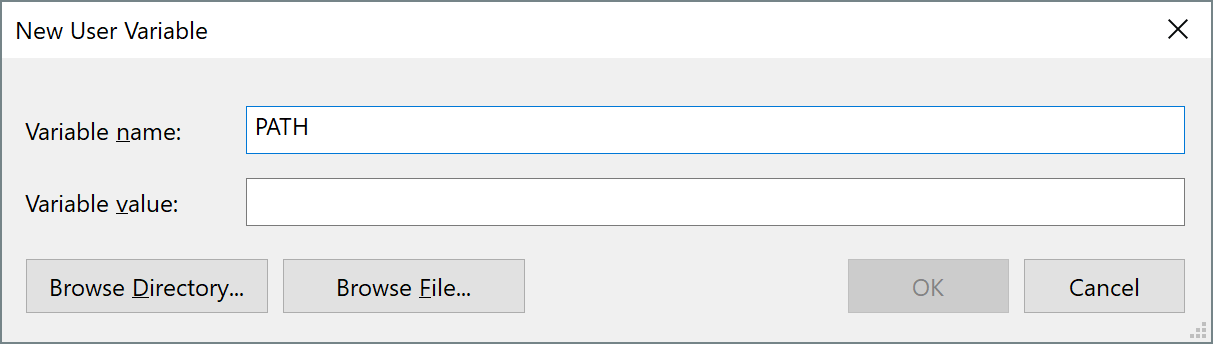 New User Variable
Variable name: PATH
Variable value:
Browse Directory... Browse File... OK Cancel